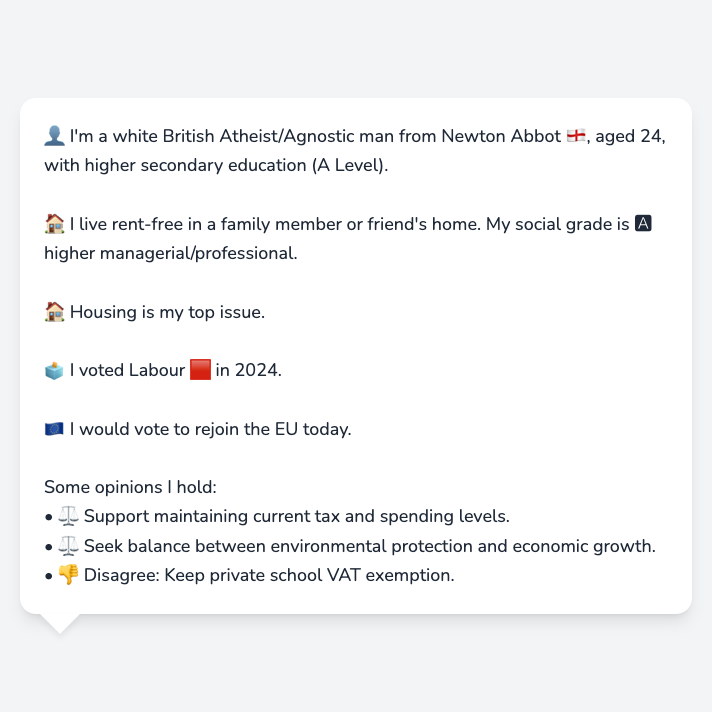 👤 I'm a white British Atheist/Agnostic man from Newton Abbot 🏴󠁧󠁢󠁥󠁮󠁧󠁿, aged 24,
with higher secondary education (A Level).
🏠 I live rent-free in a family member or friend's home. My social grade is 🅰
higher managerial/professional.
🏠 Housing is my top issue.
🗳️ I voted Labour 🟥 in 2024.
🇪🇺 I would vote to rejoin the EU today.
Some opinions I hold:
• ⚖️ Support maintaining current tax and spending levels.
• ⚖️ Seek balance between environmental protection and economic growth.
• 👎 Disagree: Keep private school VAT exemption.